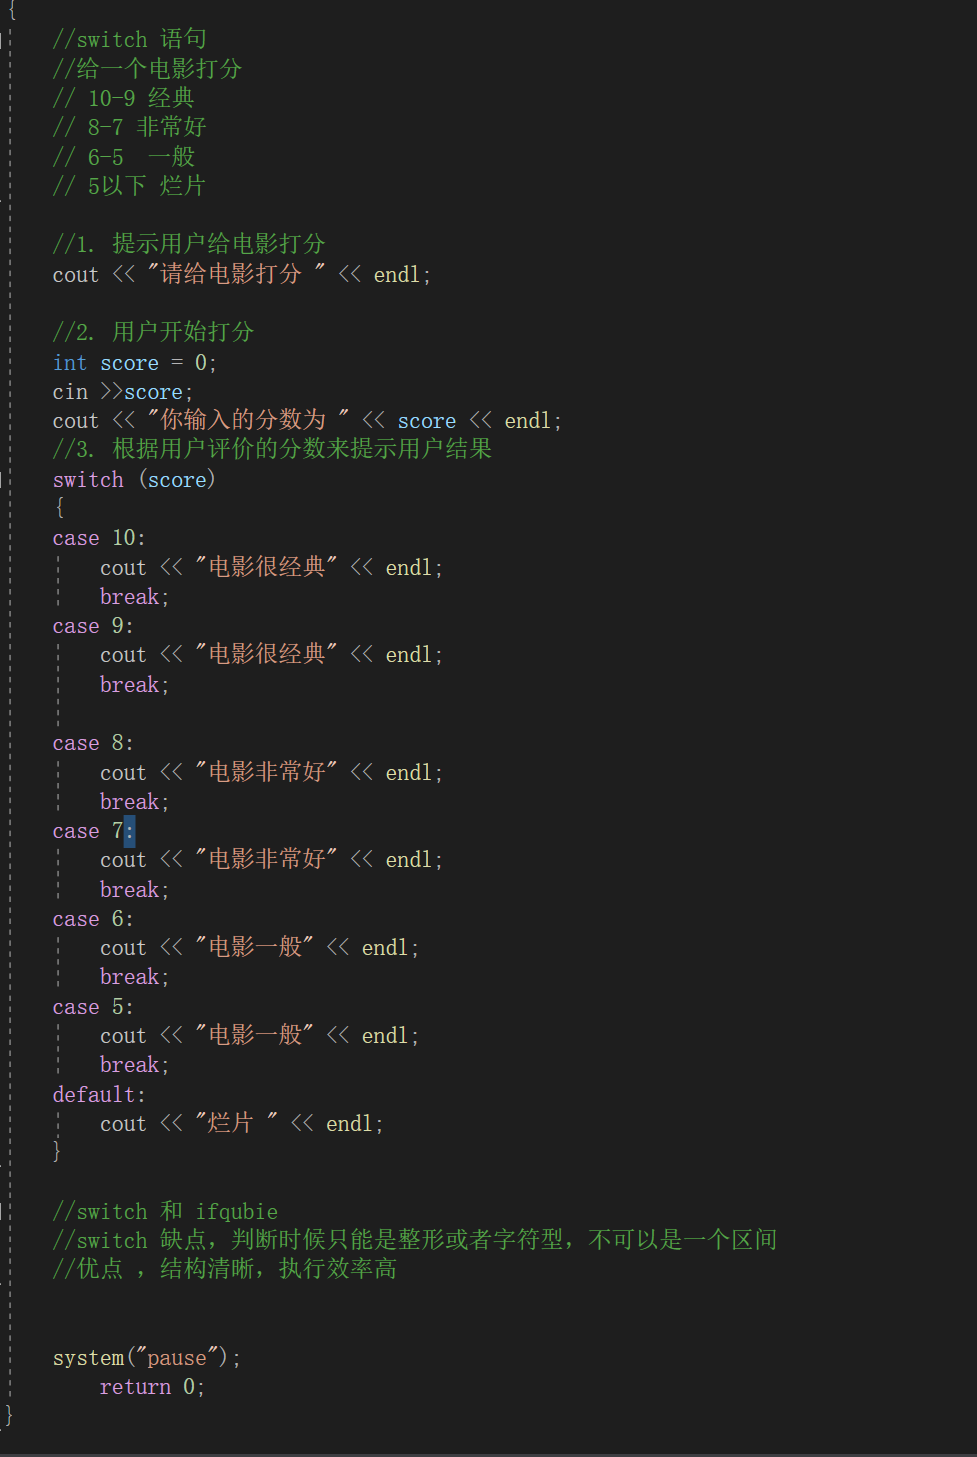 {
//switch 语句
//给一个电影打分
// 10-9 经典
// 8-7 非常好
// 6-5  一般
// 5以下 烂片
//1. 提示用户给电影打分
cout << "请给电影打分 " << endl;
//2. 用户开始打分
int score = 0;
cin >>score;
cout << "你输入的分数为 " << score << endl;
//3. 根据用户评价的分数来提示用户结果
switch (score)
{
case 10:
cout << "电影很经典" << endl;
break;
case 9:
cout << "电影很经典" << endl;
break;
case 8:
cout << "电影非常好" << endl;
break;
case 7:
cout << "电影非常好" << endl;
break;
case 6:
cout << "电影一般" << endl;
break;
case 5:
cout << "电影一般" << endl;
break;
default:
cout << "烂片 " << endl;
}
//switch 和 ifqubie
//switch 缺点，判断时候只能是整形或者字符型，不可以是一个区间
//优点 ，结构清晰，执行效率高
system("pause");
return 0;
}